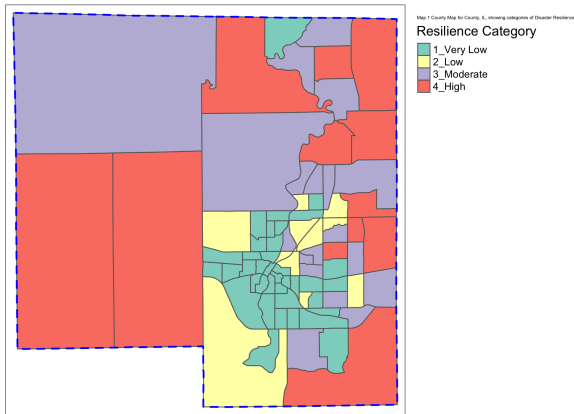 Map 1 County Map for County, IL, showing categories of Disaster Resilience
Resilience Category
1_Very Low
2_Low
3_Moderate
4_High